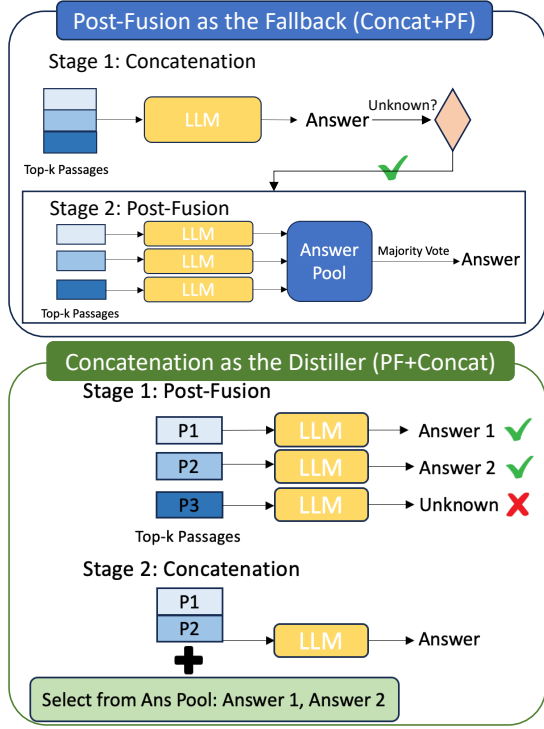 Post-Fusion as the Fallback (Concat+PF)
Stage 1: Concatenation
LLM
Answer
Unknown?
Top-k Passages
Stage 2: Post-Fusion
LLM
LLM
LLM
Answer
Pool
Majority Vote
Answer
Top-k Passages
Concatenation as the Distiller (PF+Concat)
Stage 1: Post-Fusion
P1
LLM
Answer 1
P2
LLM
Answer 2
P3
LLM
Unknown
Top-k Passages
Stage 2: Concatenation
P1
P2
LLM
Answer
Select from Ans Pool: Answer 1, Answer 2